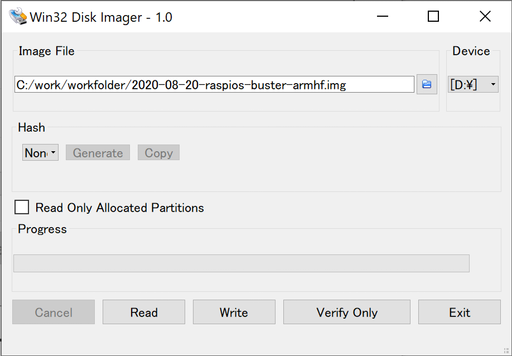 Win32 Disk Imager - 1.0
Image File
Device
C:/work/workfolder/2020-08-20-raspios-buster-armhf.img
[D:¥]
Hash
Non
Generate
Copy
Read Only Allocated Partitions
Progress
Cancel
Read
Write
Verify Only
Exit